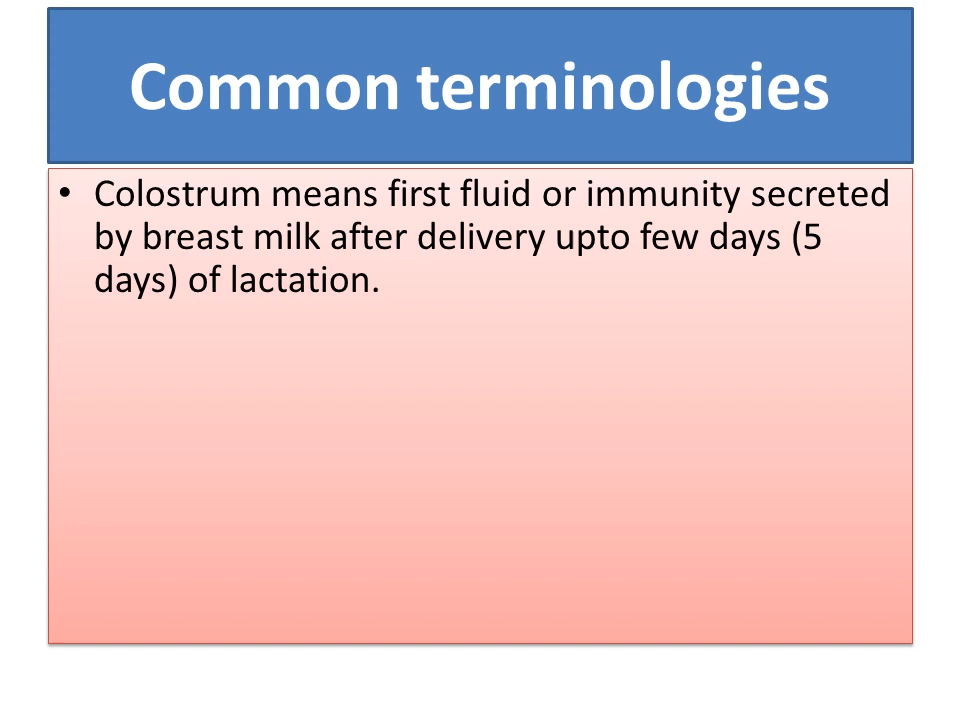 Common terminologies
• Colostrum means first fluid or immunity secreted
by breast milk after delivery upto few days (5
days) of lactation.